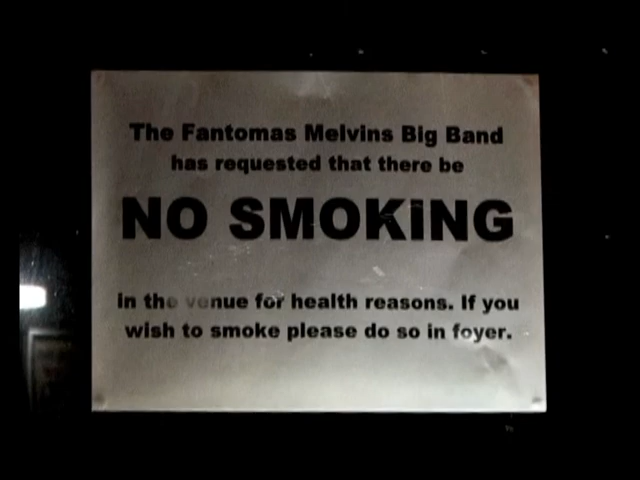 The Fantomas Melvins Big Band
has requested that there be
NO SMOKING
in the venue for health reasons. If you
wish to smoke please do so in foyer.